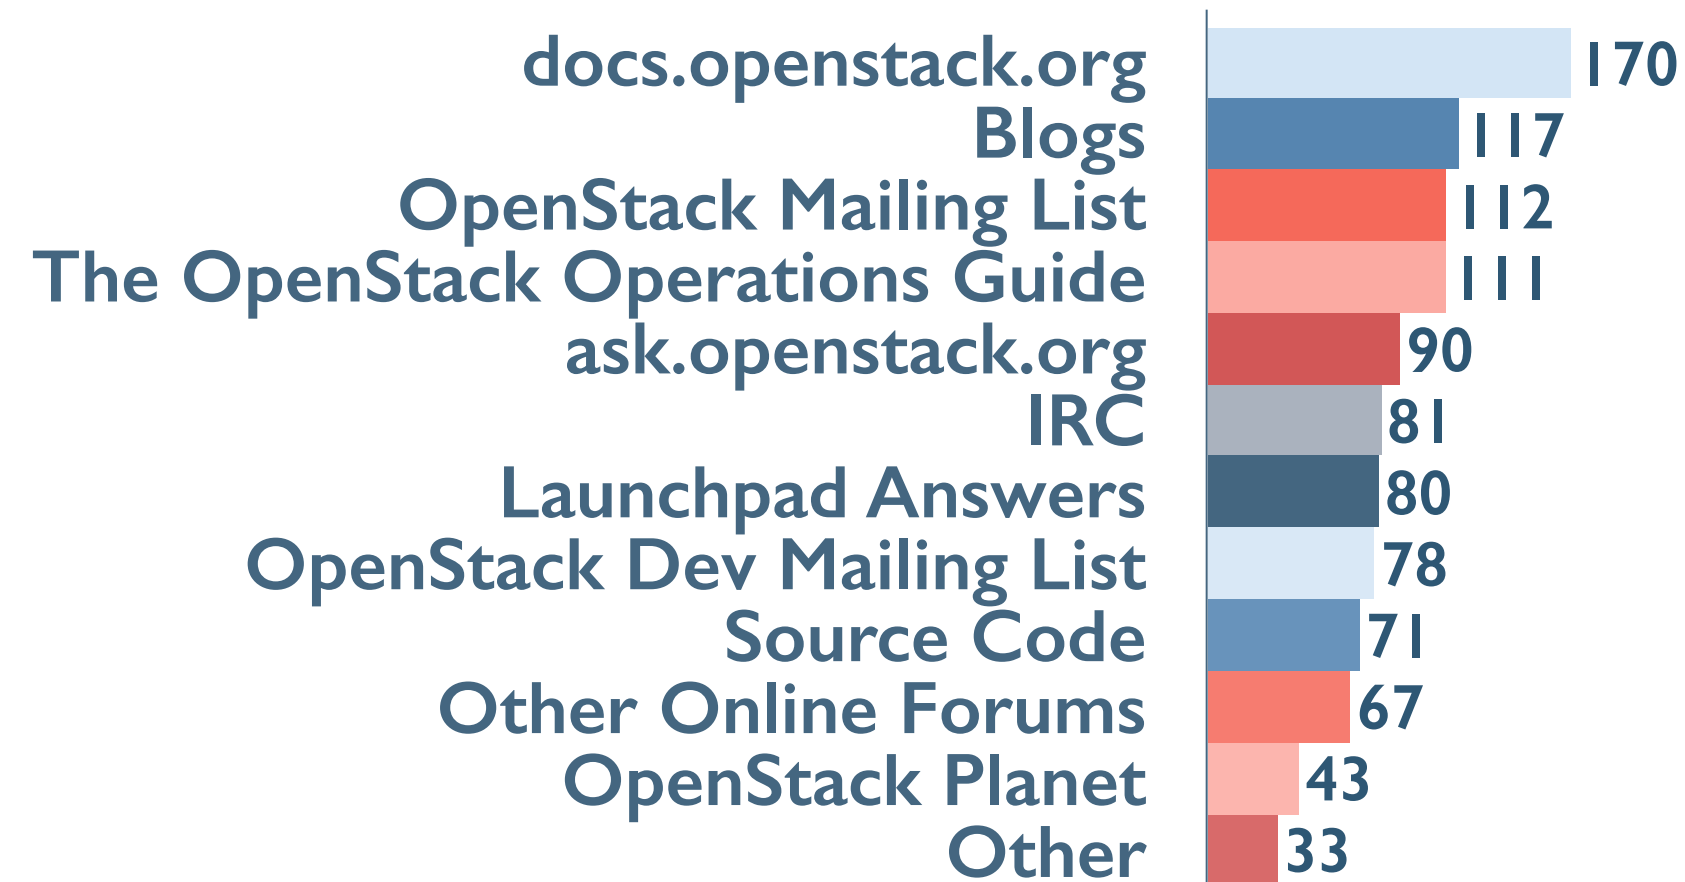 docs.openstack.org 170
Blogs 117
OpenStack Mailing List 112
The OpenStack Operations Guide 111
ask.openstack.org 90
IRC 81
Launchpad Answers 80
OpenStack Dev Mailing List 78
Source Code 71
Other Online Forums 67
OpenStack Planet 43
Other 33